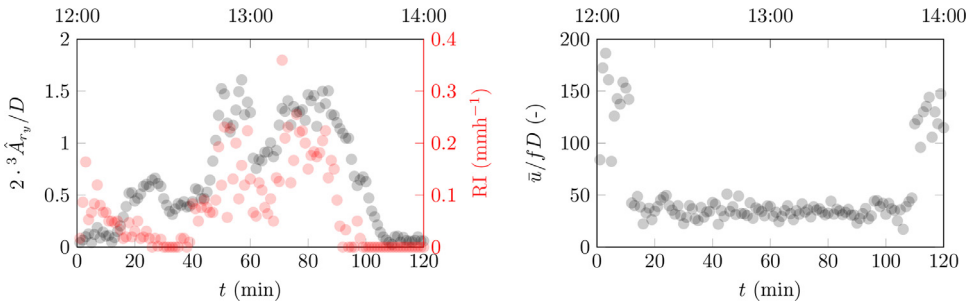 12:00 13:00 14:00
2 0.4
1.5 0.3
1 0.2
0.5 0.1
0 0
0 20 40 60 80 100 120
t (min)
2 · ³Â_{r_y}/D
RI (mmh⁻¹)
12:00 13:00 14:00
200
150
100
50
0
0 20 40 60 80 100 120
t (min)
ū/fD (-)